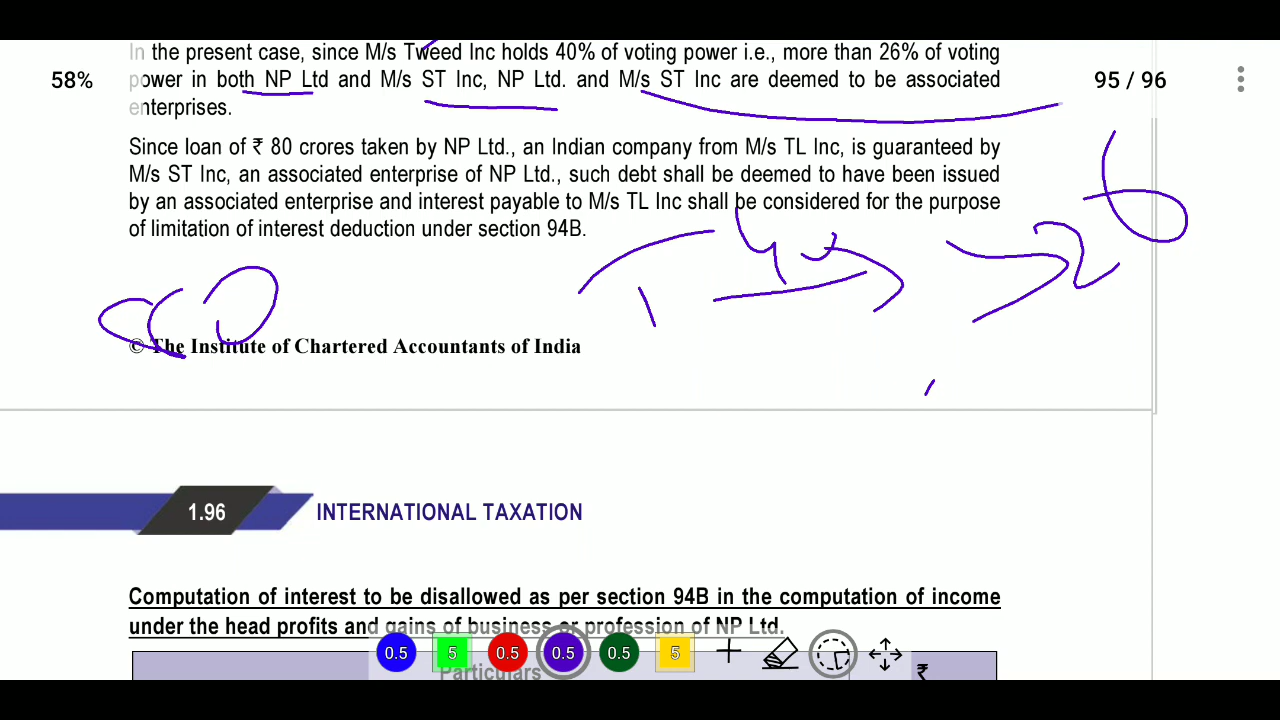 In the present case, since M/s Tweed Inc holds 40% of voting power i.e., more than 26% of voting
58%
power in both NP Ltd and M/s ST Inc, NP Ltd. and M/s ST Inc are deemed to be associated
95 / 96
enterprises.
Since loan of ₹ 80 crores taken by NP Ltd., an Indian company from M/s TL Inc, is guaranteed by
M/s ST Inc, an associated enterprise of NP Ltd., such debt shall be deemed to have been issued
by an associated enterprise and interest payable to M/s TL Inc shall be considered for the purpose
of limitation of interest deduction under section 94B.
40 > 26
© The Institute of Chartered Accountants of India
1.96 INTERNATIONAL TAXATION
Computation of interest to be disallowed as per section 94B in the computation of income
under the head profits and gains of business or profession of NP Ltd.
0.5 5 0.5 0.5 0.5 5
Particulars ₹